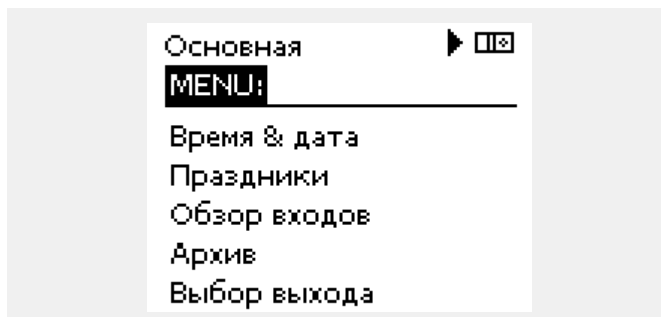 Основная
MENU:
Время & дата
Праздники
Обзор входов
Архив
Выбор выхода